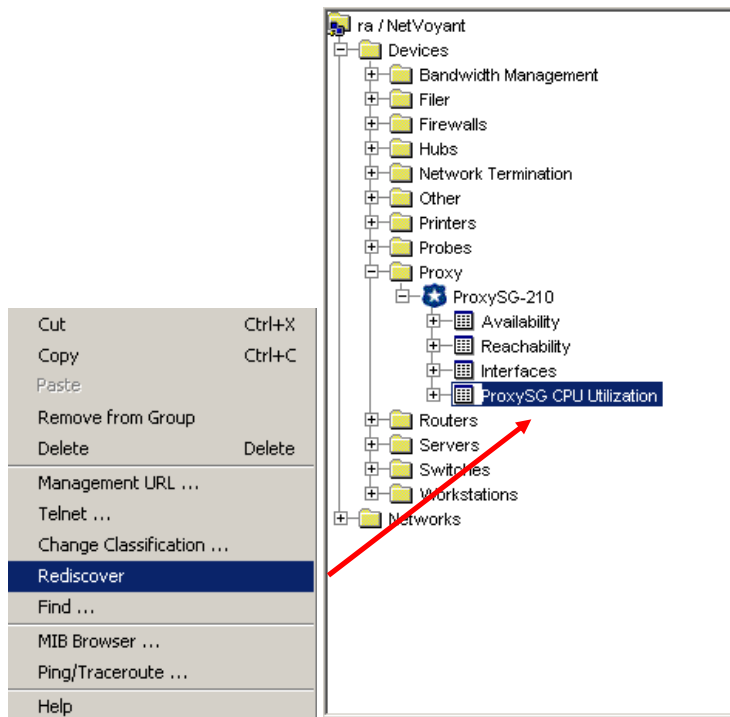 Cut Ctrl+X
Copy Ctrl+C
Paste
Remove from Group
Delete Delete
Management URL ...
Telnet ...
Change Classification ...
Rediscover
Find ...
MIB Browser ...
Ping/Traceroute ...
Help
ra / NetVoyant
Devices
Bandwidth Management
Filer
Firewalls
Hubs
Network Termination
Other
Printers
Probes
Proxy
ProxySG-210
Availability
Reachability
Interfaces
ProxySG CPU Utilization
Routers
Servers
Switches
Workstations
Networks